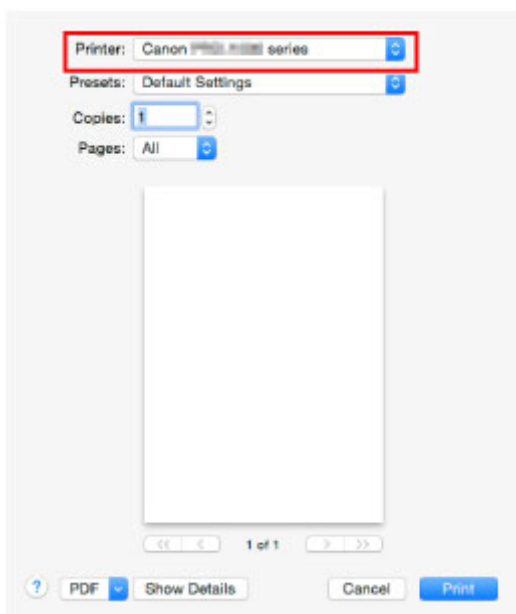 Printer: Canon series
Presets: Default Settings
Copies: 1
Pages: All
<< < 1 of 1 > >>
? PDF Show Details Cancel Print